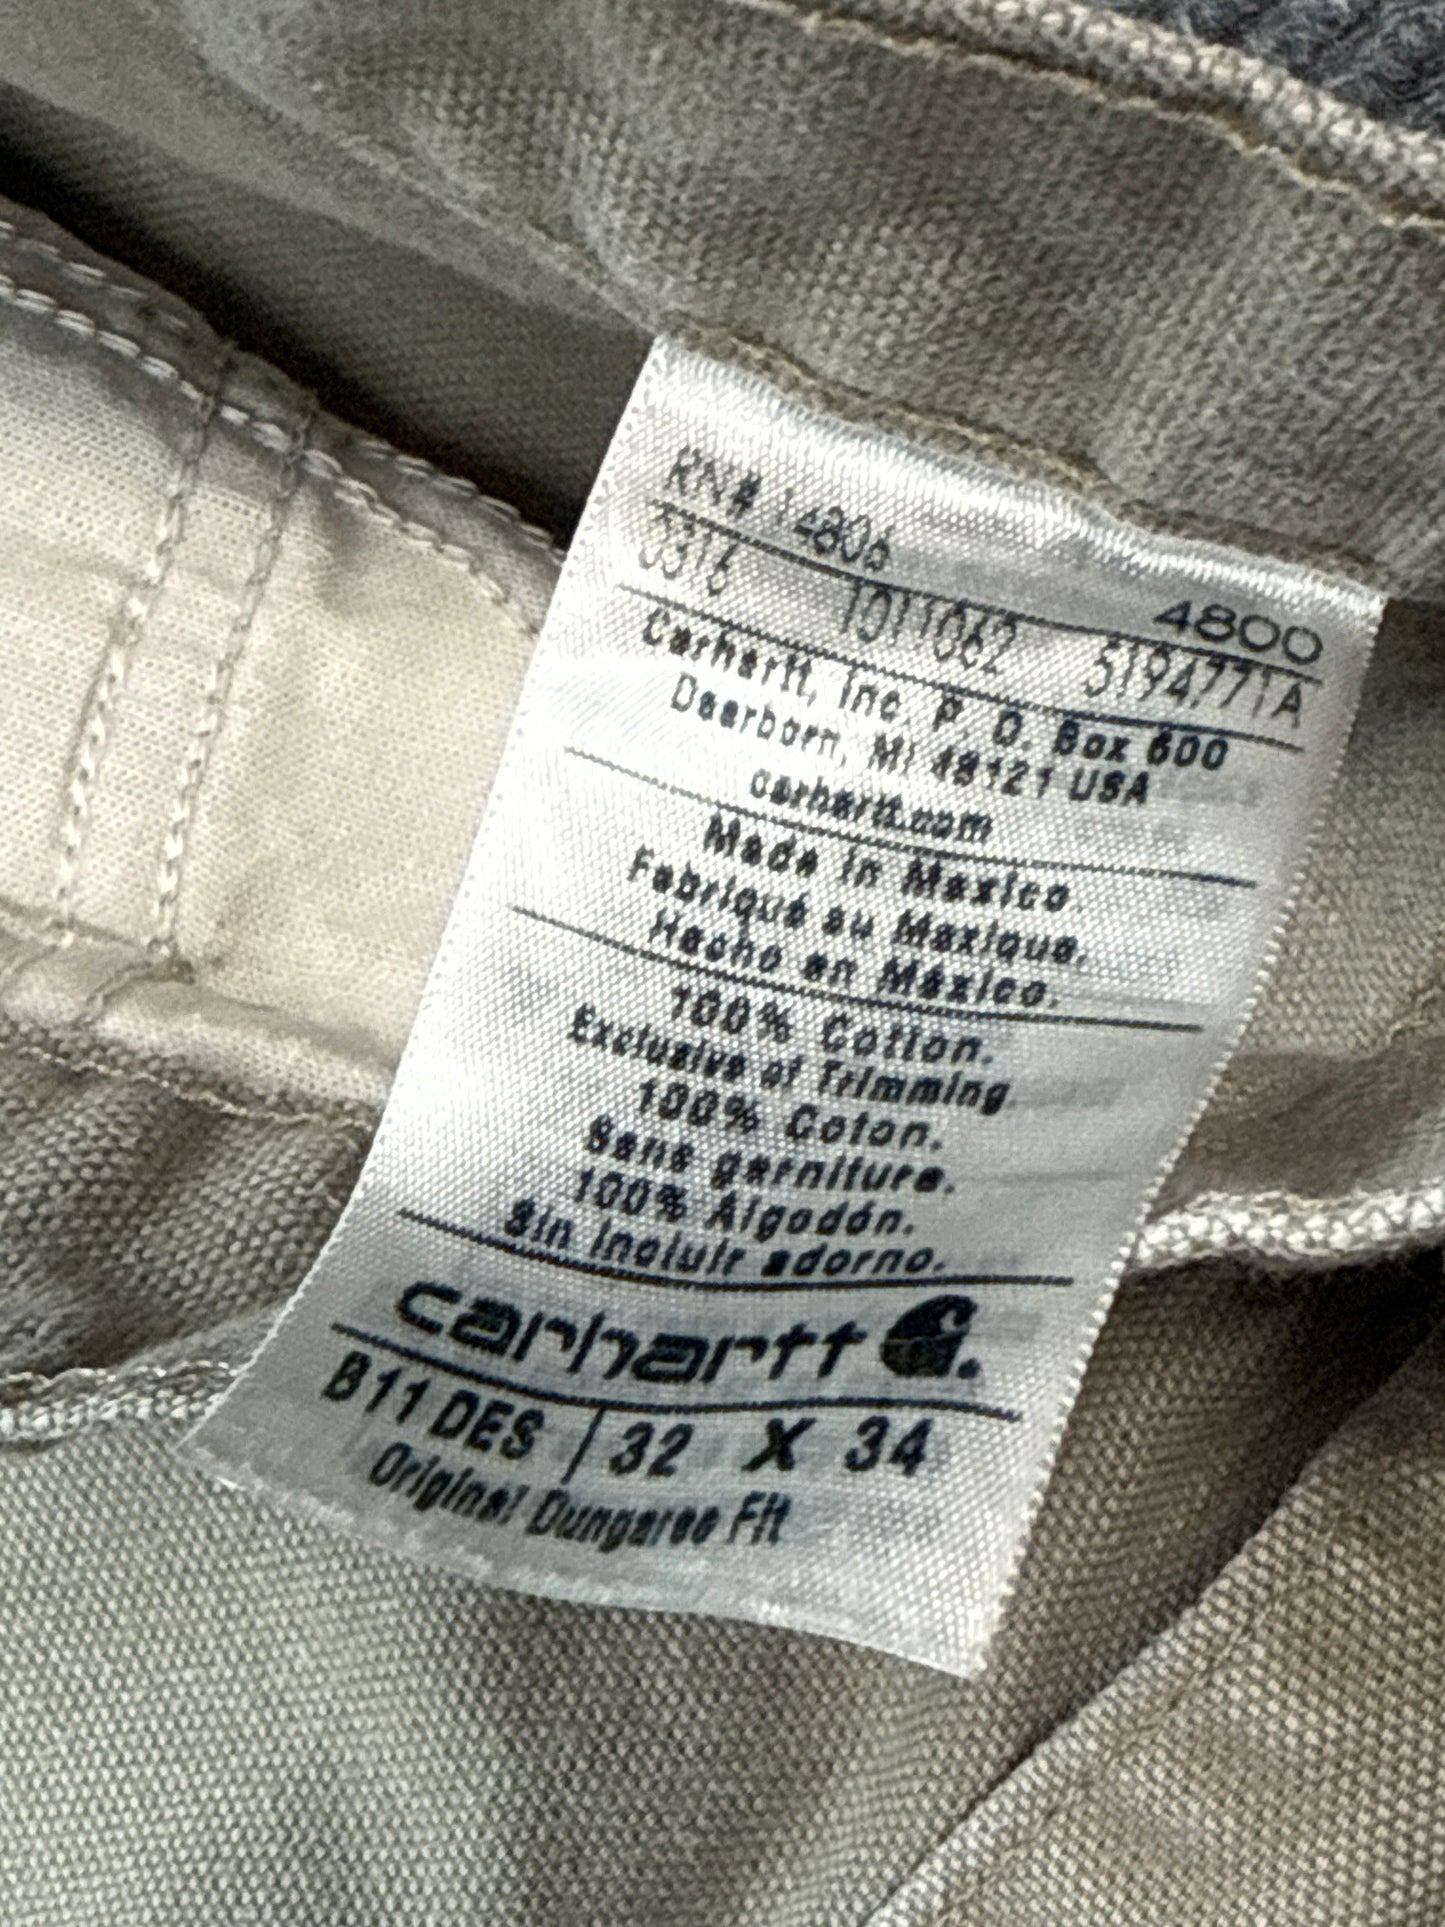 RN# 14806
4800
0316 1011062 5194771A
Carhartt, Inc. P. O. Box 600
Dearborn, MI 48121 USA
carhartt.com
Made in Mexico.
Fabriqué au Mexique.
Hecho en México.
100% Cotton.
Exclusive of Trimming
100% Coton.
Sans garniture.
100% Algodón.
Sin incluir adorno.
carhartt
B11 DES / 32 X 34
Original Dungaree Fit